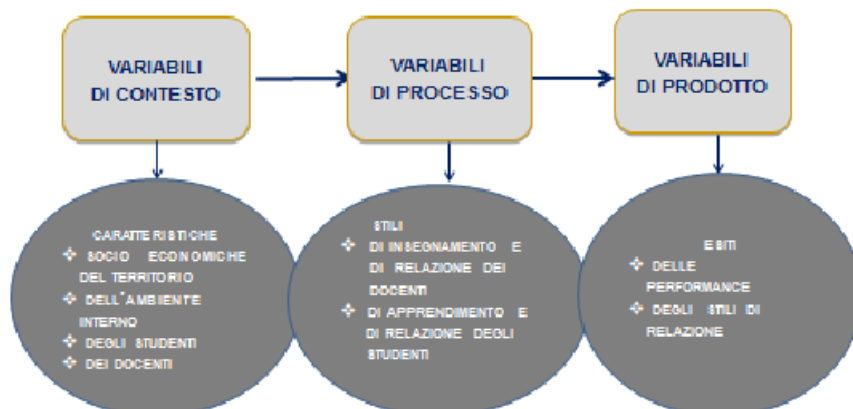 VARIABILI
DI CONTESTO
VARIABILI
DI PROCESSO
VARIABILI
DI PRODOTTO
CARATTERISTICHE
❖ SOCIO ECONOMICHE
DEL TERRITORIO
❖ DELL'AMBIENTE
INTERNO
❖ DEGLI STUDENTI
❖ DEI DOCENTI
STILI
❖ DI INSEGNAMENTO E
DI RELAZIONE DEI
DOCENTI
❖ DI APPRENDIMENTO E
DI RELAZIONE DEGLI
STUDENTI
ESITI
❖ DELLE
PERFORMANCE
❖ DEGLI STILI DI
RELAZIONE